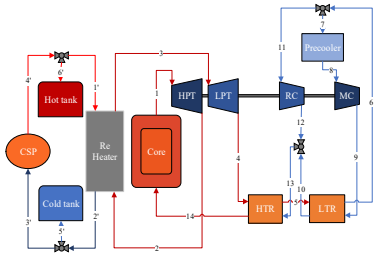 7
3
11
Precooler
4'
6'
1'
8
Hot tank
1
HPT
LPT
RC
MC
6
CSP
Re
Heater
Core
12
4
9
Cold tank
13
10
3'
5'
2'
14
HTR
5
LTR
2